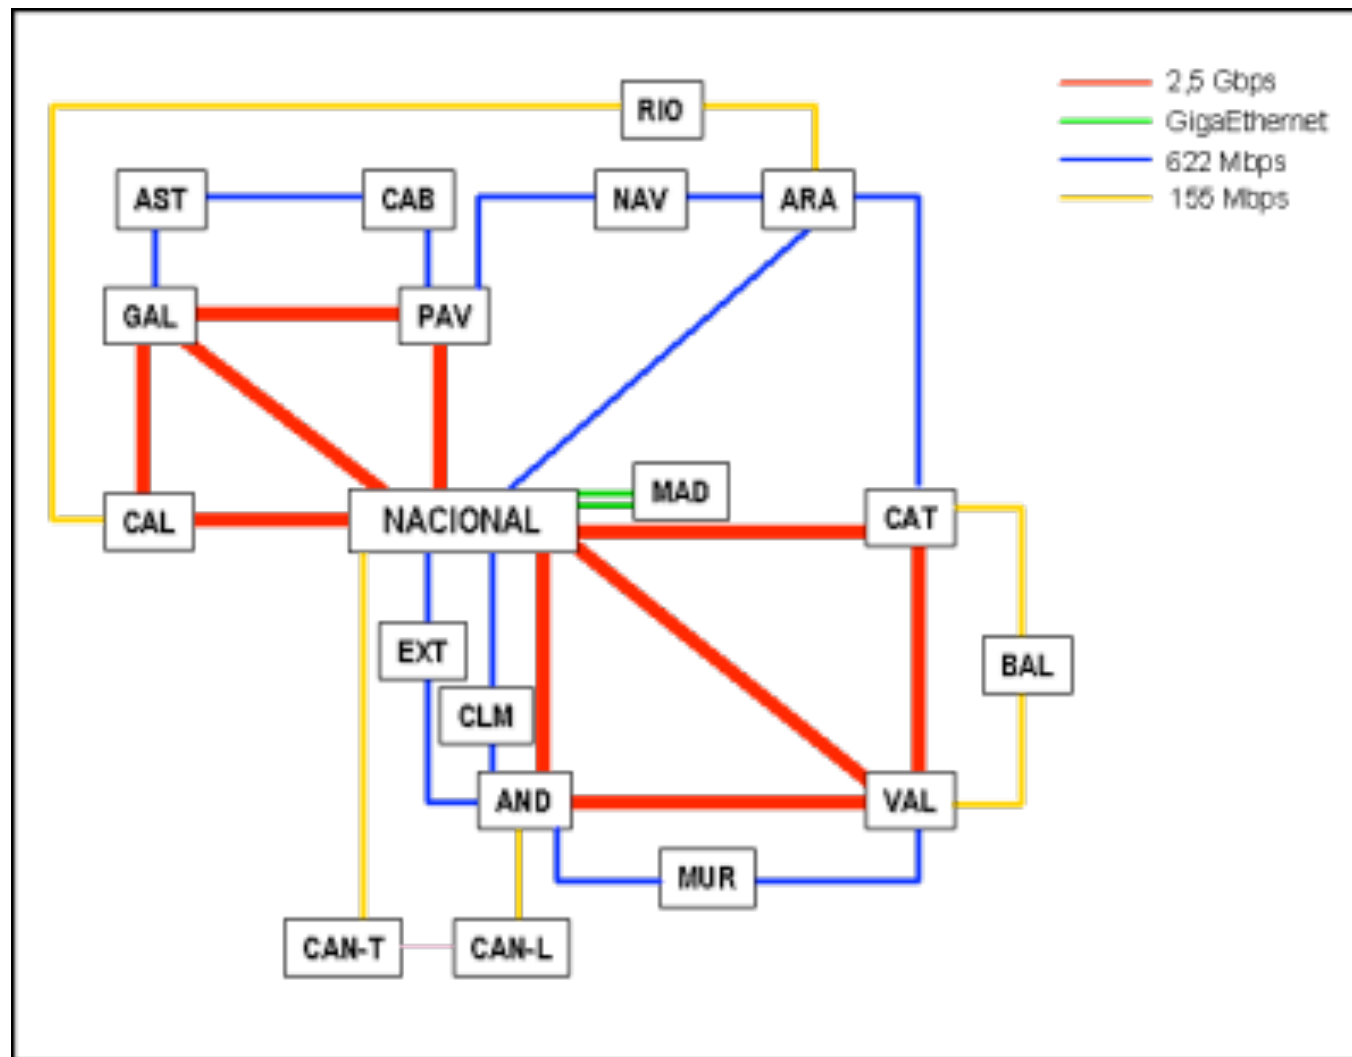 2,5 Gbps
RIO
GigaEthernet
622 Mbps
AST
CAB
NAV
ARA
155 Mbps
GAL
PAV
MAD
CAL
NACIONAL
CAT
EXT
BAL
CLM
AND
VAL
MUR
CAN-T
CAN-L